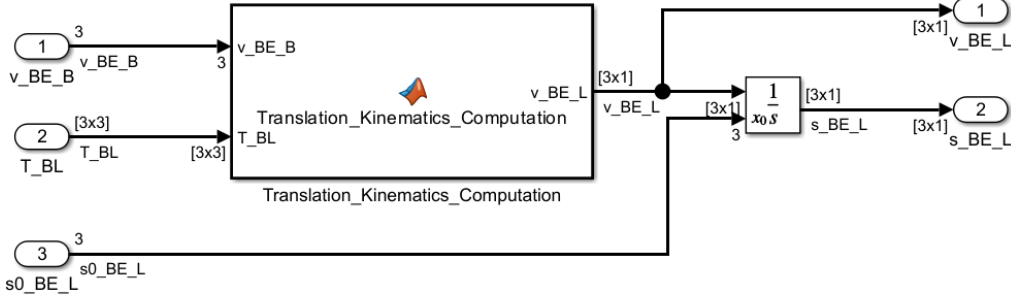 1
3
v_BE_B
v_BE_B
3
v_BE_B
2
[3x3]
T_BL
T_BL
[3x3]
T_BL
Translation_Kinematics_Computation
v_BE_L
Translation_Kinematics_Computation
[3x1]
v_BE_L
3
3
s0_BE_L
s0_BE_L
[3x1]
3
1
x₀ s
[3x1]
s_BE_L
[3x1]
1
v_BE_L
[3x1]
2
s_BE_L